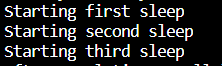 Starting first sleep
Starting second sleep
Starting third sleep